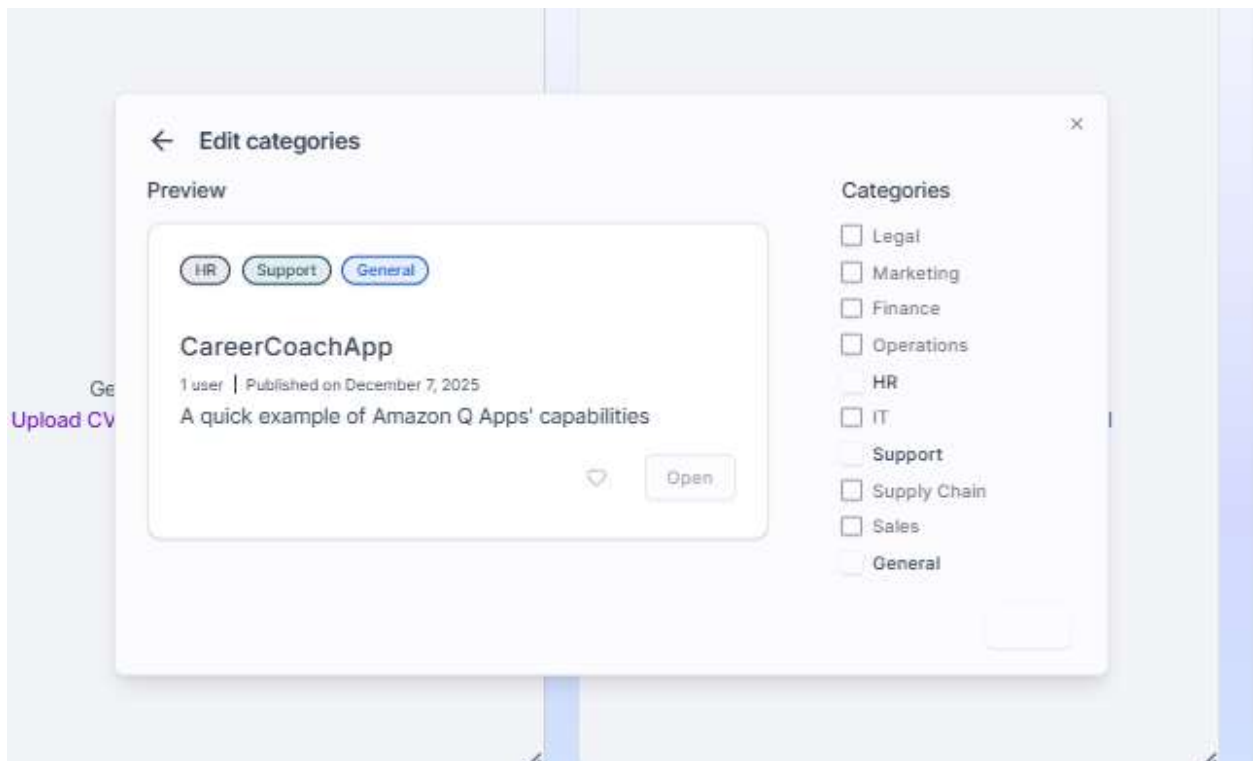 Edit categories
×
Preview
Categories
HR Support General
CareerCoachApp
1 user | Published on December 7, 2025
A quick example of Amazon Q Apps' capabilities
Open
Legal
Marketing
Finance
Operations
HR
IT
Support
Supply Chain
Sales
General
Ge
Upload CV